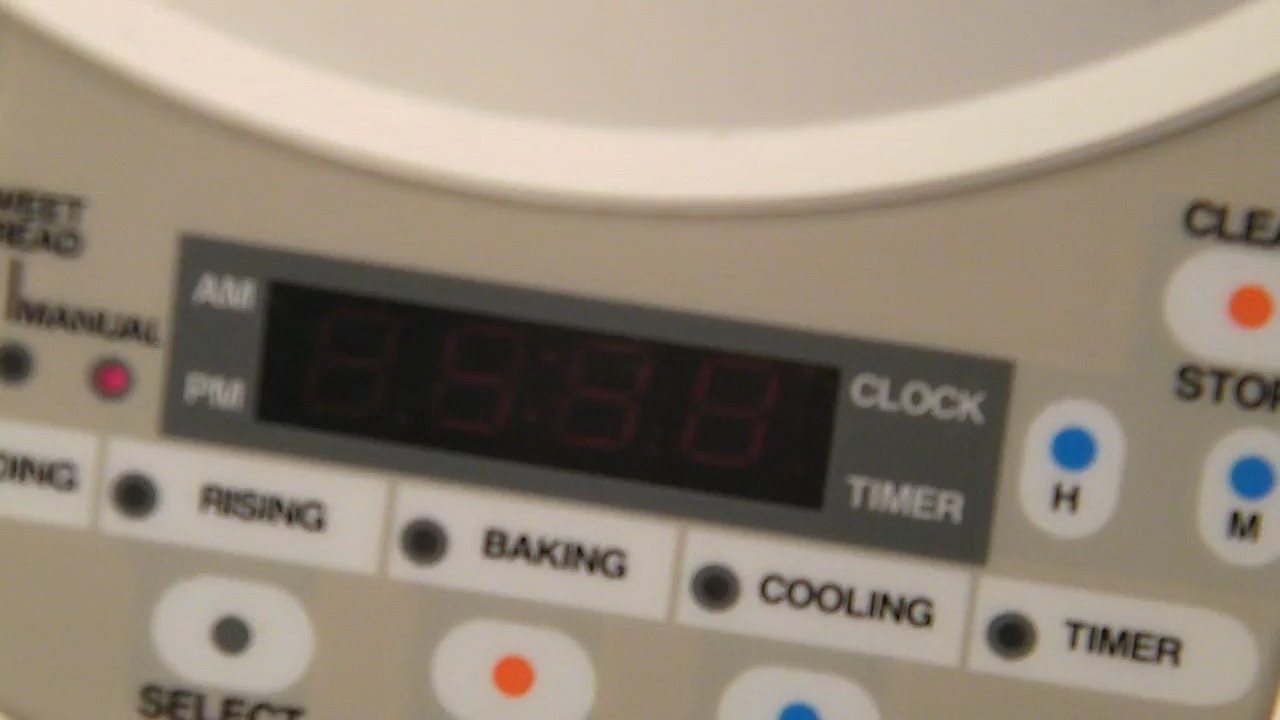 MANUAL
AM
PM
CLOCK
TIMER
STOP
H
M
RISING
BAKING
COOLING
TIMER
SELECT